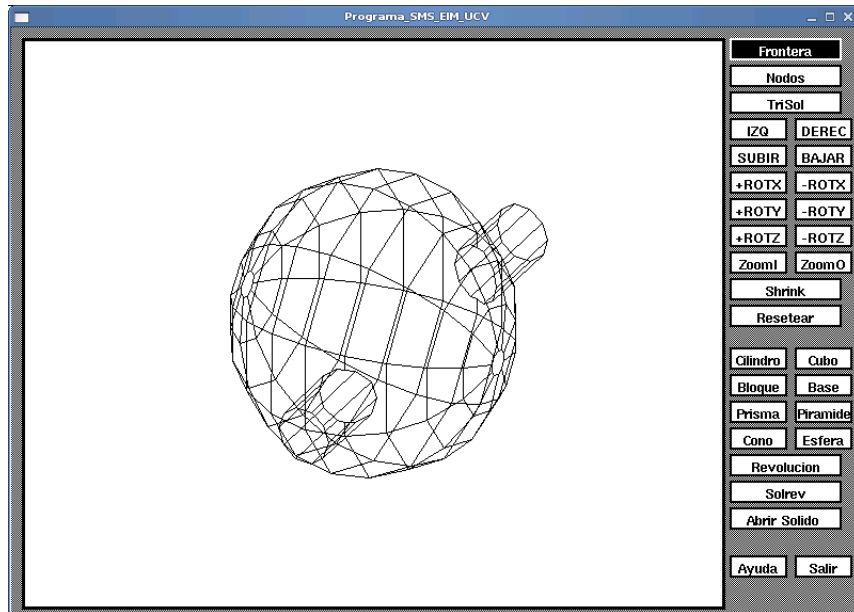 Programa_SMS_EIM_UCV
Frontera
Nodos
TriSol
IZQ DEREC
SUBIR BAJAR
+ROTX -ROTX
+ROTY -ROTY
+ROTZ -ROTZ
ZoomI ZoomO
Shrink
Resetear
Cilindro Cubo
Bloque Base
Prisma Piramide
Cono Esfera
Revolucion
Solrev
Abrir Solido
Ayuda Salir